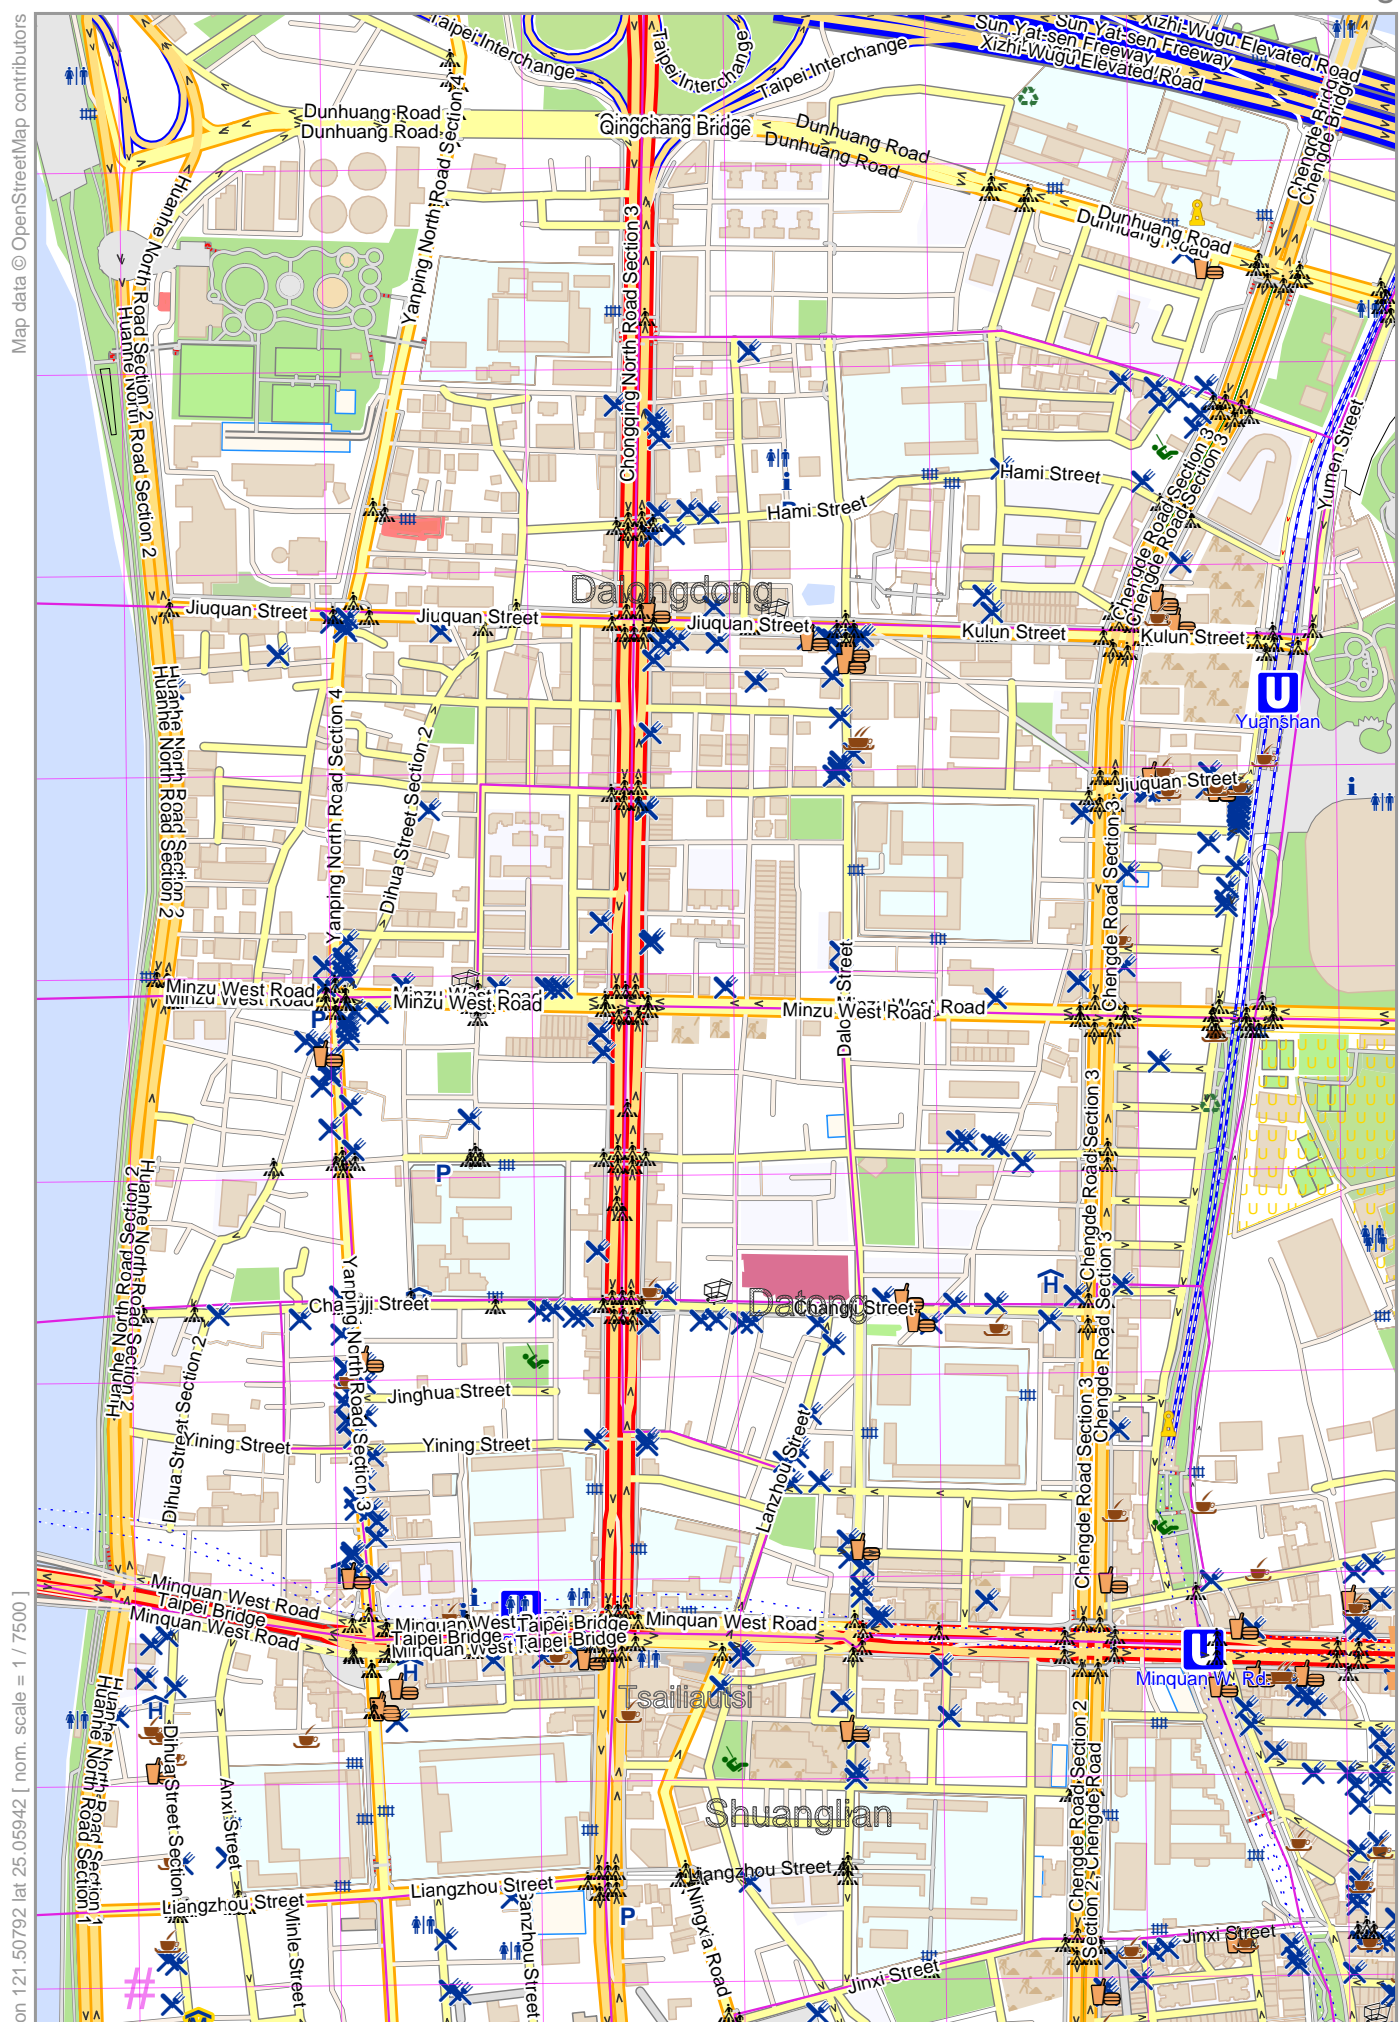 Map data © OpenStreetMap contributors
on 121.50792 lat 25.05942 [ nom. scale = 1 / 7500 ]
Taipei Interchange
Taipei Interchange
Taipei Interchange
Sun Yat-sen Freeway
Sun Yat-sen Freeway
Xizhi-Wugu Elevated Road
Xizhi-Wugu Elevated Road
Chengde Bridge
Chengde Bridge
Dunhuang Road
Dunhuang Road
Qingchang Bridge
Dunhuang Road
Dunhuang Road
Dunhuang Road
Dunhuang Road
Huanhe North Road Section 2
Huanhe North Road Section 2
Yanping North Road Section 4
Chongqing North Road Section 3
Hami Street
Hami Street
Yumen Street
Chengde Road Section 3
Chengde Road Section 3
Dalongdong
Jiuquan Street
Jiuquan Street
Jiuquan Street
Kulun Street
Kulun Street
U
Yuanshan
Huanhe North Road Section 2
Huanhe North Road Section 2
Yanping North Road Section 4
Dihua Street Section 2
Jiuquan Street
Chengde Road Section 3
Minzu West Road
Minzu West Road
Minzu West Road
Minzu West Road
Minzu West Road
P
Chengde Road Section 3
Chengde Road Section 3
P
Huanhe North Road Section 2
Huanhe North Road Section 2
Yanping North Road Section 3
H
Changji Street
Datong
Changji Street
Dihua Street Section 2
Jinghua Street
Yining Street
Yining Street
Lanzhou Street
Chengde Road Section 3
Chengde Road Section 3
Minquan West Road
Taipei Bridge
Minquan West Road
Taipei Bridge
Taipei Bridge
Taipei Bridge
Minquan West Road
U
Minquan W. Rd.
H
H
Tsailiautsi
Huanhe North Road Section 1
Huanhe North Road Section 1
Dihua Street Section
Anxi Street
Shuanglian
Chengde Road Section 2
Section 2 Chengde Road
Liangzhou Street
Liangzhou Street
Liangzhou Street
P
Minle Street
Ningxia Road
Jinxi Street
Jinxi Street
#